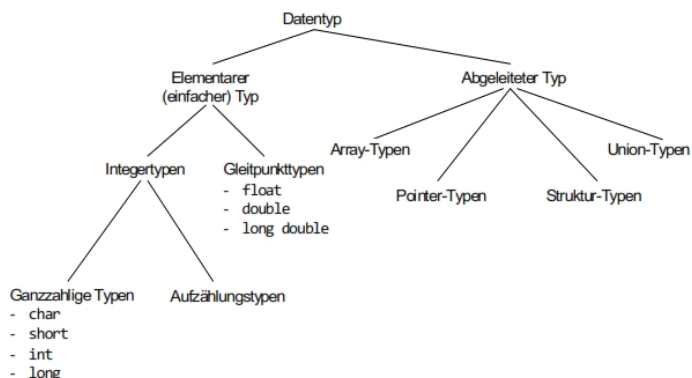 Datentyp
Elementarer
(einfacher) Typ
Abgeleiteter Typ
Array-Typen
Union-Typen
Integertypen
Gleitpunkttypen
- float
- double
- long double
Pointer-Typen
Struktur-Typen
Ganzzahlige Typen
- char
- short
- int
- long
Aufzählungstypen